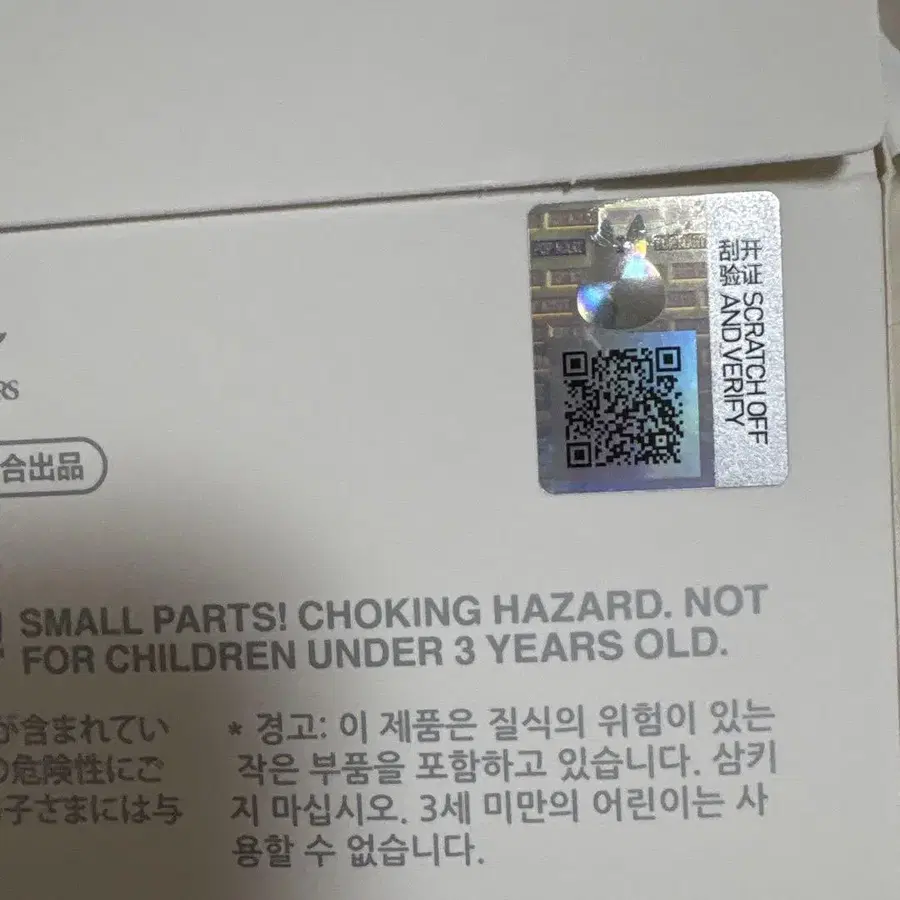 RS
合出品
刮开 SCRATCH OFF
验证 AND VERIFY
SMALL PARTS! CHOKING HAZARD. NOT
FOR CHILDREN UNDER 3 YEARS OLD.
が含まれてい
の危険性にご
子さまには与
* 경고: 이 제품은 질식의 위험이 있는
작은 부품을 포함하고 있습니다. 삼키
지 마십시오. 3세 미만의 어린이는 사
용할 수 없습니다.